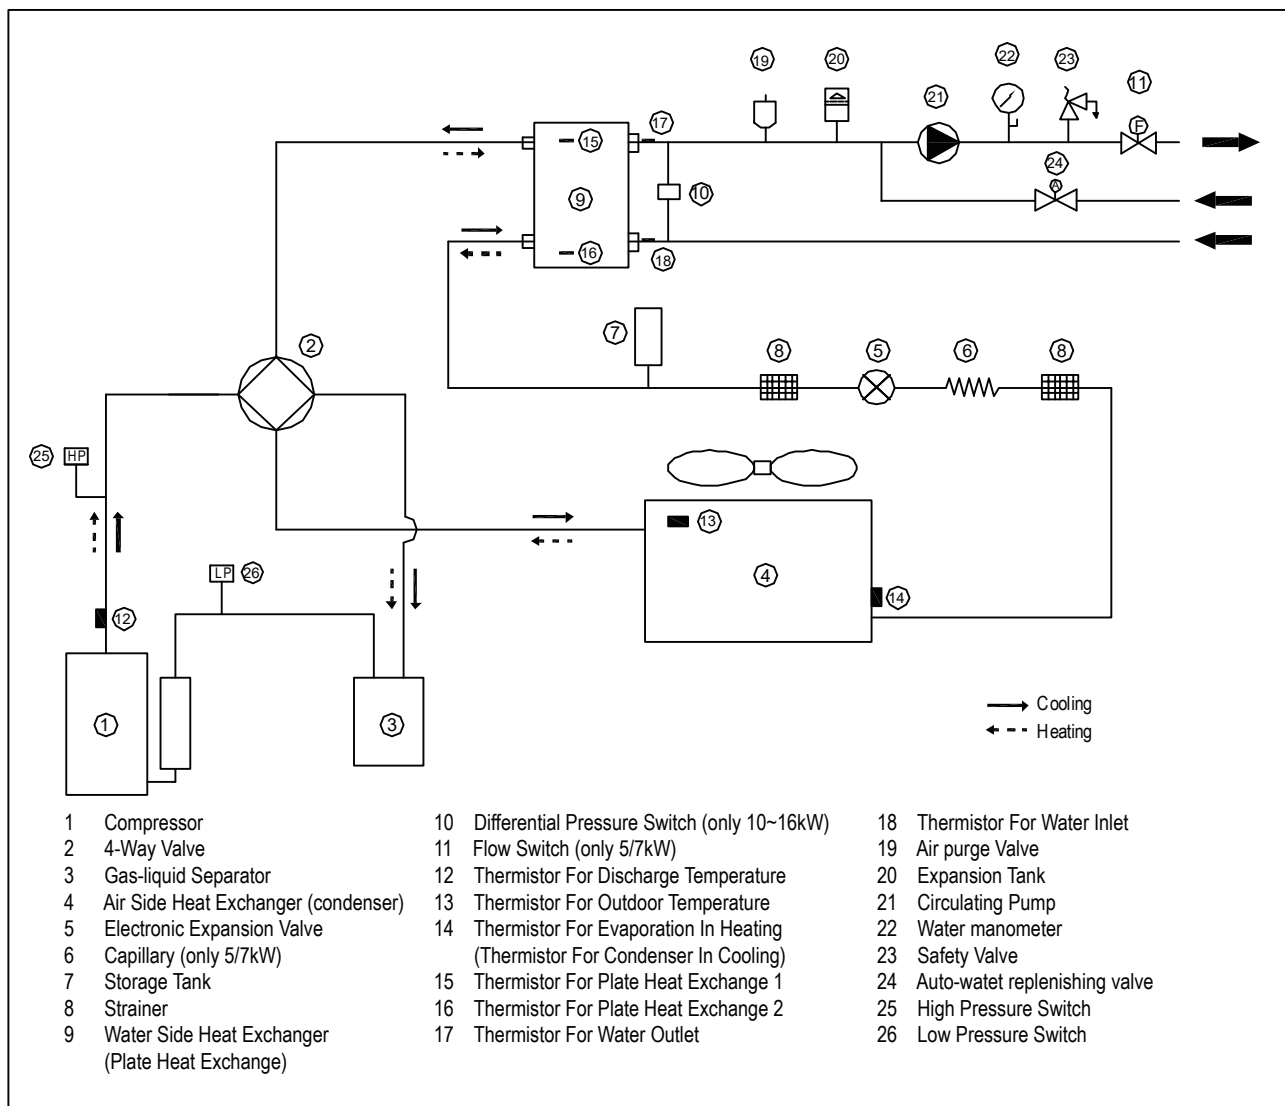 19
20
22
23
11
21
17
15
F
24
A
10
9
16
18
7
2
8
5
6
8
25
HP
13
4
LP
26
14
12
Cooling
Heating
1
3
1 Compressor
2 4-Way Valve
3 Gas-liquid Separator
4 Air Side Heat Exchanger (condenser)
5 Electronic Expansion Valve
6 Capillary (only 5/7kW)
7 Storage Tank
8 Strainer
9 Water Side Heat Exchanger
(Plate Heat Exchange)
10 Differential Pressure Switch (only 10~16kW)
11 Flow Switch (only 5/7kW)
12 Thermistor For Discharge Temperature
13 Thermistor For Outdoor Temperature
14 Thermistor For Evaporation In Heating
(Thermistor For Condenser In Cooling)
15 Thermistor For Plate Heat Exchange 1
16 Thermistor For Plate Heat Exchange 2
17 Thermistor For Water Outlet
18 Thermistor For Water Inlet
19 Air purge Valve
20 Expansion Tank
21 Circulating Pump
22 Water manometer
23 Safety Valve
24 Auto-watet replenishing valve
25 High Pressure Switch
26 Low Pressure Switch